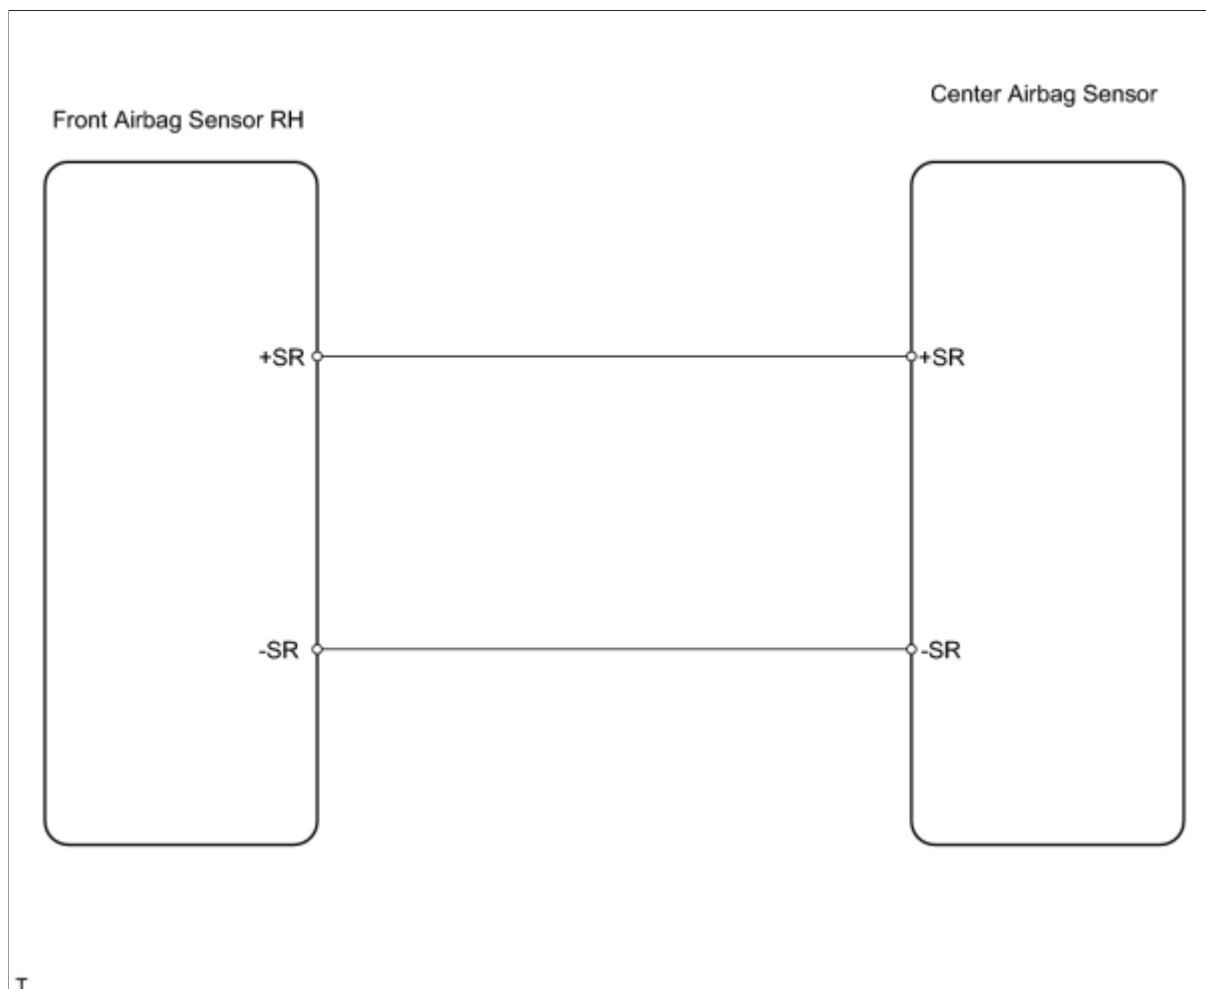 Center Airbag Sensor
Front Airbag Sensor RH
+SR +SR
-SR -SR
T